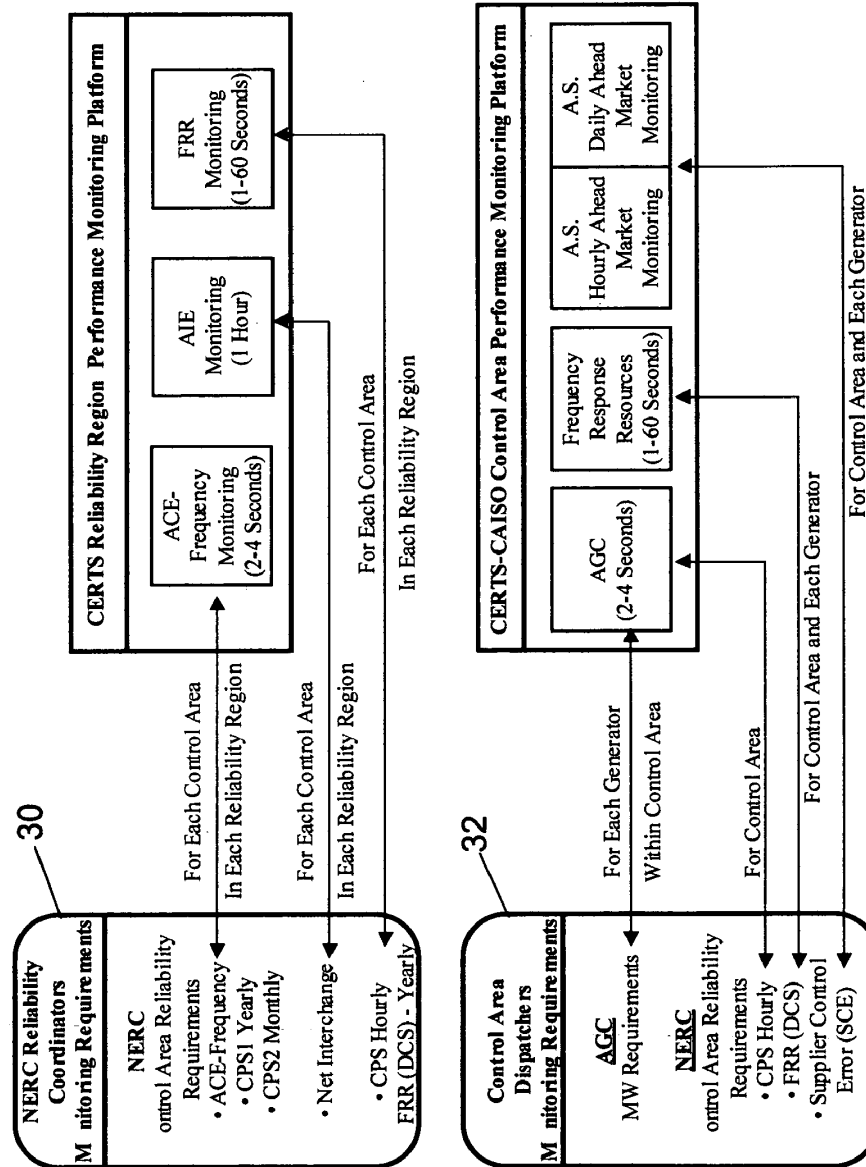 30
NERC Reliability
Coordinators
M nitoring Requirements
NERC
ontrol Area Reliability
Requirements
• ACE-Frequency
• CPS1 Yearly
• CPS2 Monthly
• Net Interchange
• CPS Hourly
FRR (DCS) - Yearly
For Each Control Area
In Each Reliability Region
For Each Control Area
In Each Reliability Region
For Each Control Area
In Each Reliability Region
CERTS Reliability Region Performance Monitoring Platform
ACE-
Frequency
Monitoring
(2-4 Seconds)
AIE
Monitoring
(1 Hour)
FRR
Monitoring
(1-60 Seconds)
32
Control Area
Dispatchers
M nitoring Requirements
AGC
MW Requirements
NERC
ontrol Area Reliability
Requirements
• CPS Hourly
• FRR (DCS)
• Supplier Control
Error (SCE)
For Each Generator
Within Control Area
For Control Area
For Control Area and Each Generator
For Control Area and Each Generator
CERTS-CAISO Control Area Performance Monitoring Platform
AGC
(2-4 Seconds)
Frequency
Response
Resources
(1-60 Seconds)
A.S.
Hourly Ahead
Market
Monitoring
A.S.
Daily Ahead
Market
Monitoring